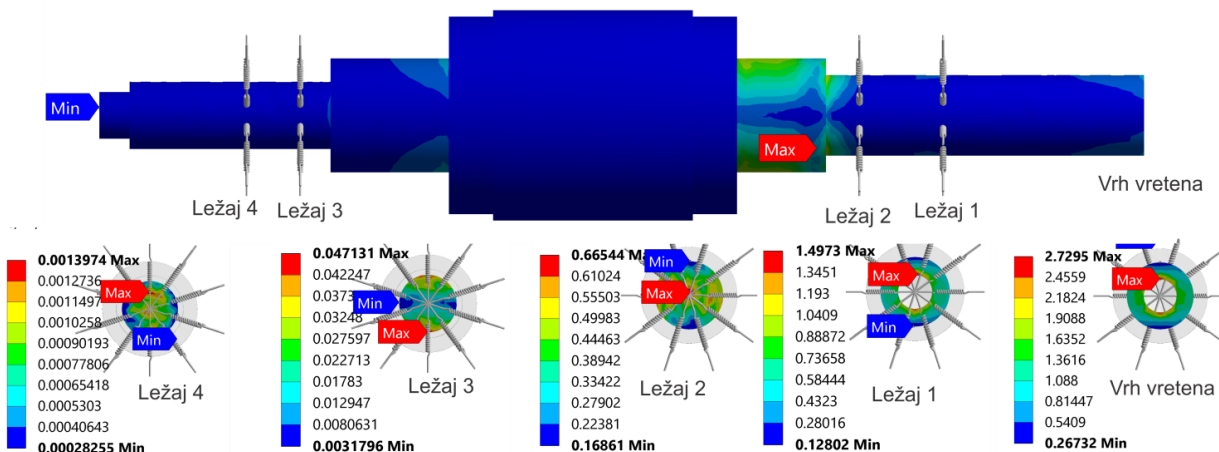 Min
Max
Ležaj 4
Ležaj 3
Ležaj 2
Ležaj 1
Vrh vretena
0.0013974 Max
0.0012736
0.0011497
0.0010258
0.00090193
0.00077806
0.00065418
0.0005303
0.00040643
0.00028255 Min
Max
Min
Ležaj 4
0.047131 Max
0.042247
0.03248
0.027597
0.022713
0.01783
0.012947
0.0080631
0.0031796 Min
Min
Max
Ležaj 3
0.66544 Max
0.61024
0.55503
0.49983
0.44463
0.38942
0.33422
0.27902
0.22381
0.16861 Min
Min
Max
Ležaj 2
1.4973 Max
1.3451
1.193
1.0409
0.88872
0.73658
0.58444
0.4323
0.28016
0.12802 Min
Max
Min
Ležaj 1
2.7295 Max
2.4559
2.1824
1.9088
1.6352
1.3616
1.088
0.81447
0.5409
0.26732 Min
Max
Vrh vretena